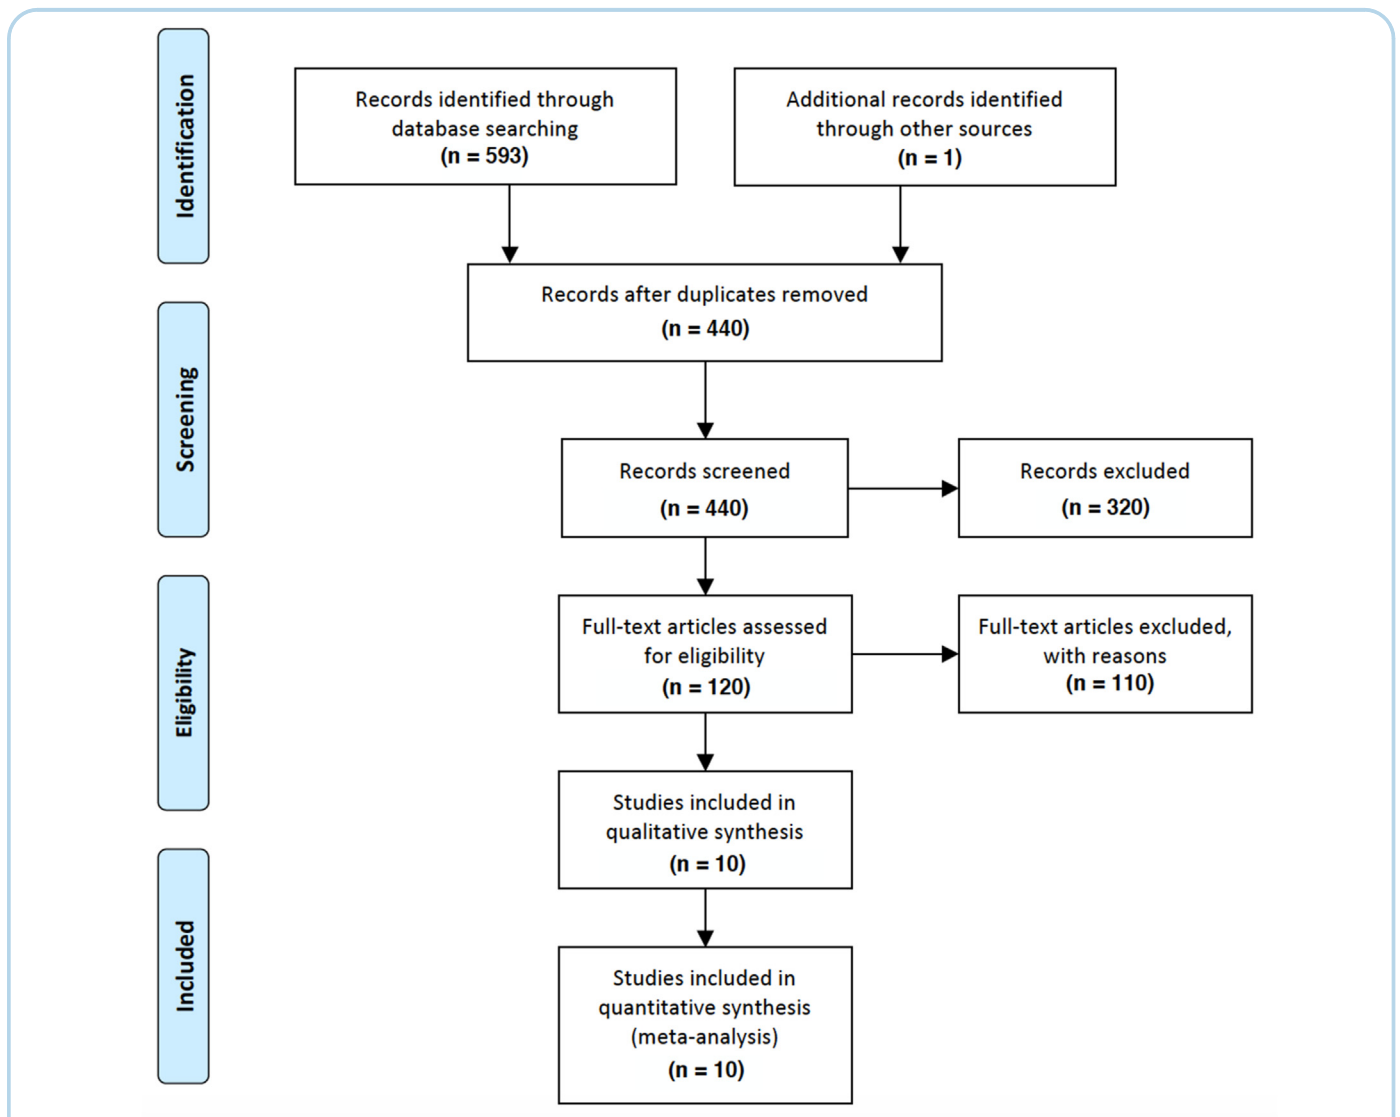 Identification
Records identified through
database searching
(n = 593)
Additional records identified
through other sources
(n = 1)
Records after duplicates removed
(n = 440)
Screening
Records screened
(n = 440)
Records excluded
(n = 320)
Eligibility
Full-text articles assessed
for eligibility
(n = 120)
Full-text articles excluded,
with reasons
(n = 110)
Studies included in
qualitative synthesis
(n = 10)
Included
Studies included in
quantitative synthesis
(meta-analysis)
(n = 10)